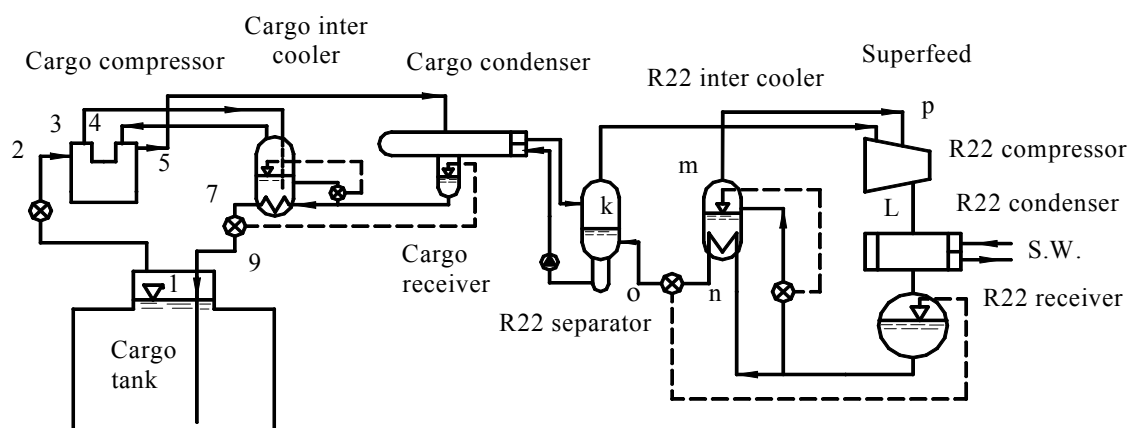 Cargo inter
cooler
Cargo compressor
Cargo condenser
R22 inter cooler
Superfeed
p
3
4
2
5
R22 compressor
m
7
k
L
R22 condenser
S.W.
9
Cargo
receiver
1
o
n
R22 receiver
R22 separator
Cargo
tank